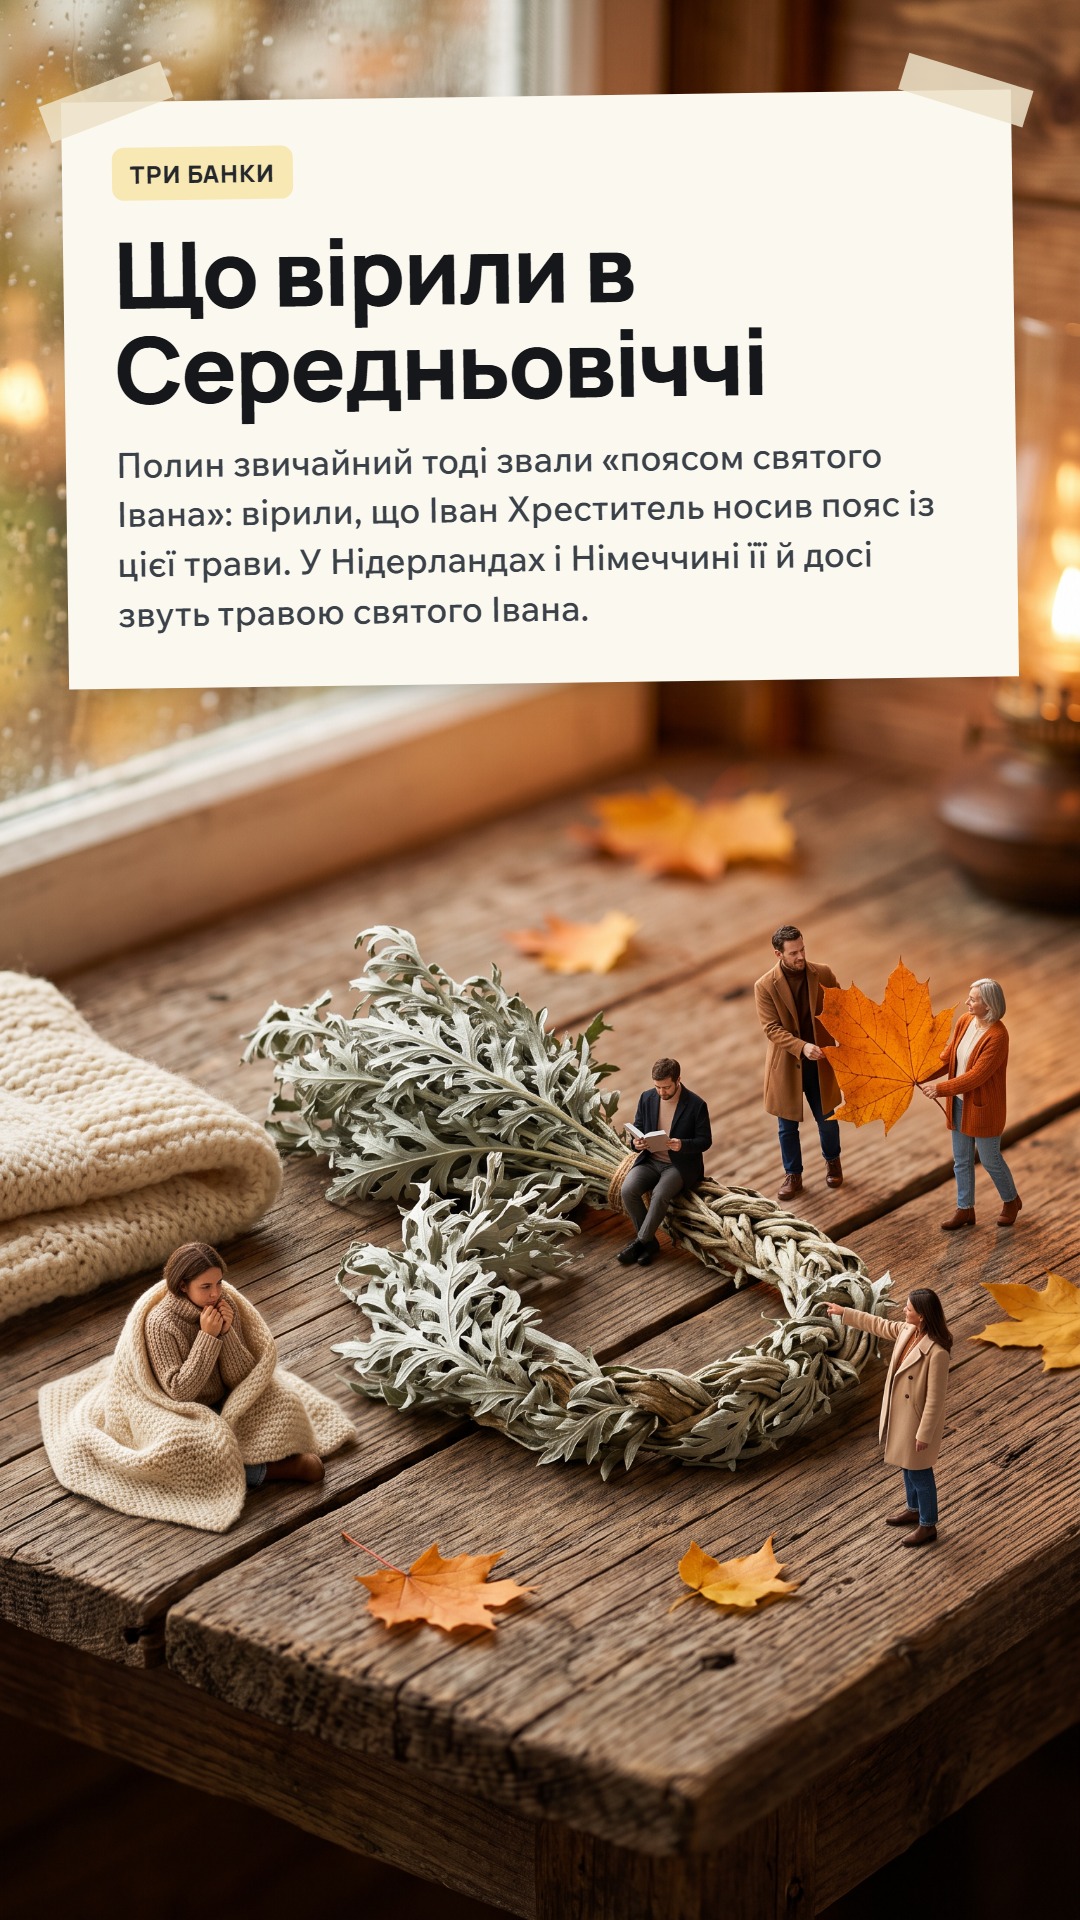 ТРИ БАНКИ
Що вірили в
Середньовіччі
Полин звичайний тоді звали «поясом святого
Івана»: вірили, що Іван Хреститель носив пояс із
цієї трави. У Нідерландах і Німеччині її й досі
звуть травою святого Івана.